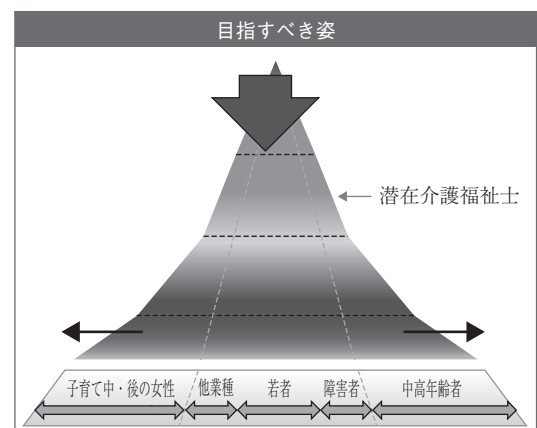 目指すべき姿
潜在介護福祉士
子育て中・後の女性 他業種 若者 障害者 中高年齢者